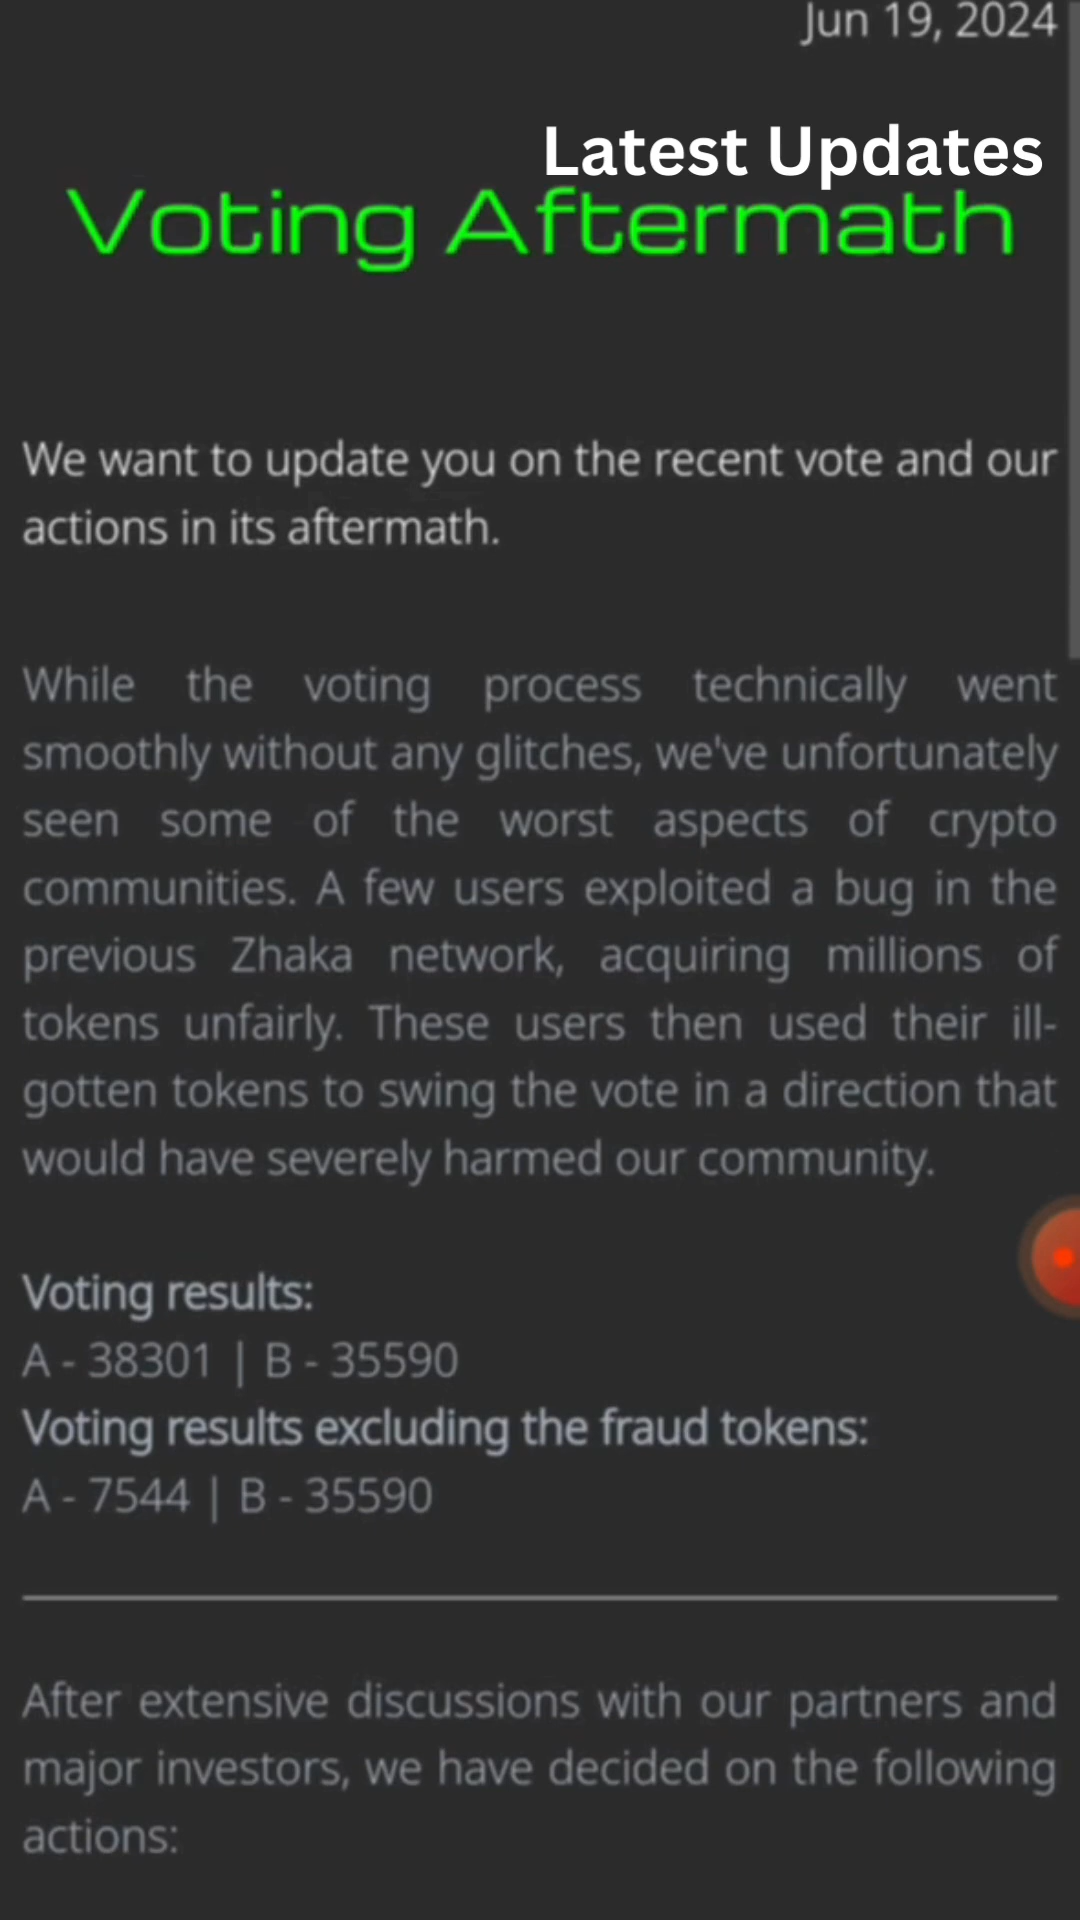 Jun 19, 2024
Latest Updates
Voting Aftermath
We want to update you on the recent vote and our
actions in its aftermath.
While the voting process technically went
smoothly without any glitches, we've unfortunately
seen some of the worst aspects of crypto
communities. A few users exploited a bug in the
previous Zhaka network, acquiring millions of
tokens unfairly. These users then used their ill-
gotten tokens to swing the vote in a direction that
would have severely harmed our community.
Voting results:
A - 38301 | B - 35590
Voting results excluding the fraud tokens:
A - 7544 | B - 35590
After extensive discussions with our partners and
major investors, we have decided on the following
actions: